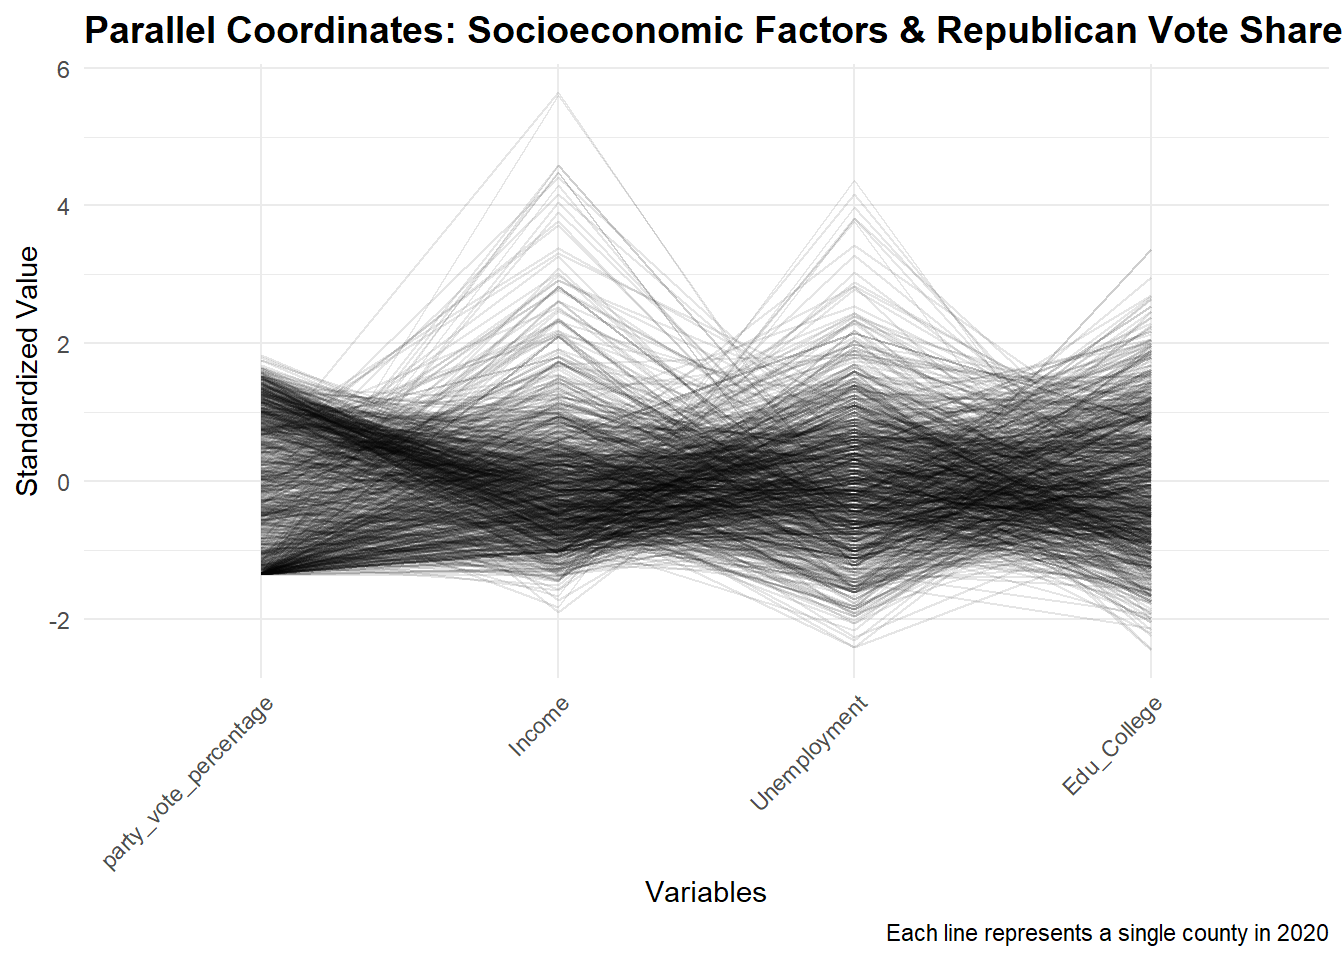 Parallel Coordinates: Socioeconomic Factors & Republican Vote Share
6
4
2
0
-2
Standardized Value
party_vote_percentage
Income
Unemployment
Edu_College
Variables
Each line represents a single county in 2020